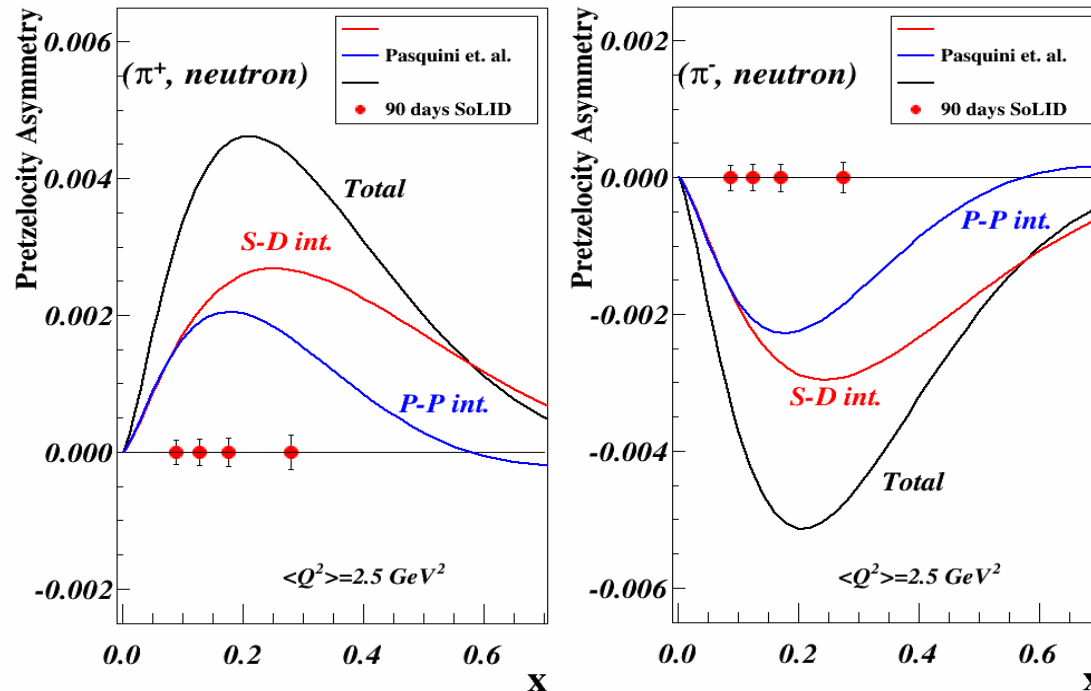 Pretzelocity Asymmetry
0.006
0.004
0.002
0.000
-0.002
(π⁺, neutron)
Pasquini et. al.
90 days SoLID
Total
S-D int.
P-P int.
<Q²>=2.5 GeV²
0.0 0.2 0.4 0.6
x
Pretzelocity Asymmetry
0.002
0.000
-0.002
-0.004
-0.006
(π⁻, neutron)
Pasquini et. al.
90 days SoLID
P-P int.
S-D int.
Total
<Q²>=2.5 GeV²
0.0 0.2 0.4 0.6
x